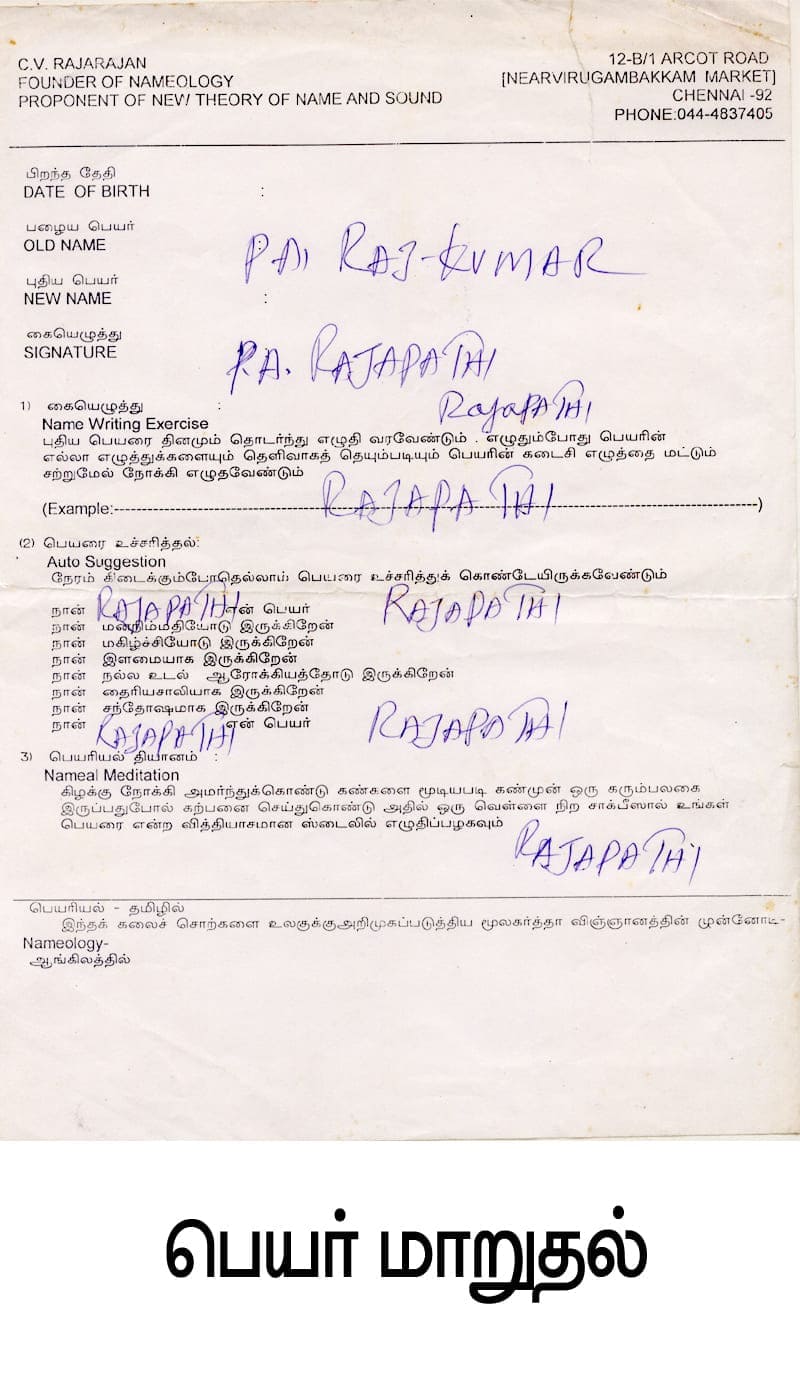 C.V. RAJARAJAN
FOUNDER OF NAMEOLOGY
PROPONENT OF NEW THEORY OF NAME AND SOUND
12-B/1 ARCOT ROAD
[NEARVIRUGAMBAKKAM MARKET]
CHENNAI -92
PHONE:044-4837405
பிறந்த தேதி
DATE OF BIRTH :
பழைய பெயர்
OLD NAME : PA. RAJ-KUMAR
புதிய பெயர்
NEW NAME :
கையெழுத்து
SIGNATURE P.A. RAJAPATHI
1) கையெழுத்து : RajaPATHI
Name Writing Exercise
புதிய பெயரை தினமும் தொடர்ந்து எழுதி வரவேண்டும் . எழுதும்போது பெயரின்
எல்லா எழுத்துக்களையும் தெளிவாகத் தெயும்படியும் பெயரின் கடைசி எழுத்தை மட்டும்
சற்றுமேல் நோக்கி எழுதவேண்டும்
(Example:--- RAJAPATHI ---)
(2) பெயரை உச்சரித்தல்:
Auto Suggestion
நேரம் கிடைக்கும்போதெல்லாம் பெயரை உச்சரித்துக் கொண்டேயிருக்கவேண்டும்
நான் RAJAPATHI என் பெயர் RAJAPATHI
நான் மனநிம்மதியோடு இருக்கிறேன்
நான் மகிழ்ச்சியோடு இருக்கிறேன்
நான் இளமையாக இருக்கிறேன்
நான் நல்ல உடல் ஆரோக்கியத்தோடு இருக்கிறேன்
நான் தைரியசாலியாக இருக்கிறேன்
நான் சந்தோஷமாக இருக்கிறேன்
நான் RAJAPATHI என் பெயர் RAJAPATHI
3) பெயரியல் தியானம் :
Nameal Meditation
கிழக்கு நோக்கி அமர்ந்துகொண்டு கண்களை மூடியபடி கண்முன் ஒரு கரும்பலகை
இருப்பதுபோல் கற்பனை செய்துகொண்டு அதில் ஒரு வெள்ளை நிற சாக்பீஸால் உங்கள்
பெயரை என்ற வித்தியாசமான ஸ்டைலில் எழுதிப்பழகவும்
RAJAPATHI
பெயரியல் - தமிழில்
இந்தக் கலைச் சொற்களை உலகுக்குஅறிமுகப்படுத்திய மூலகர்த்தா விஞ்ஞானத்தின் முன்னோடி-
Nameology-
ஆங்கிலத்தில்
பெயர் மாறுதல்